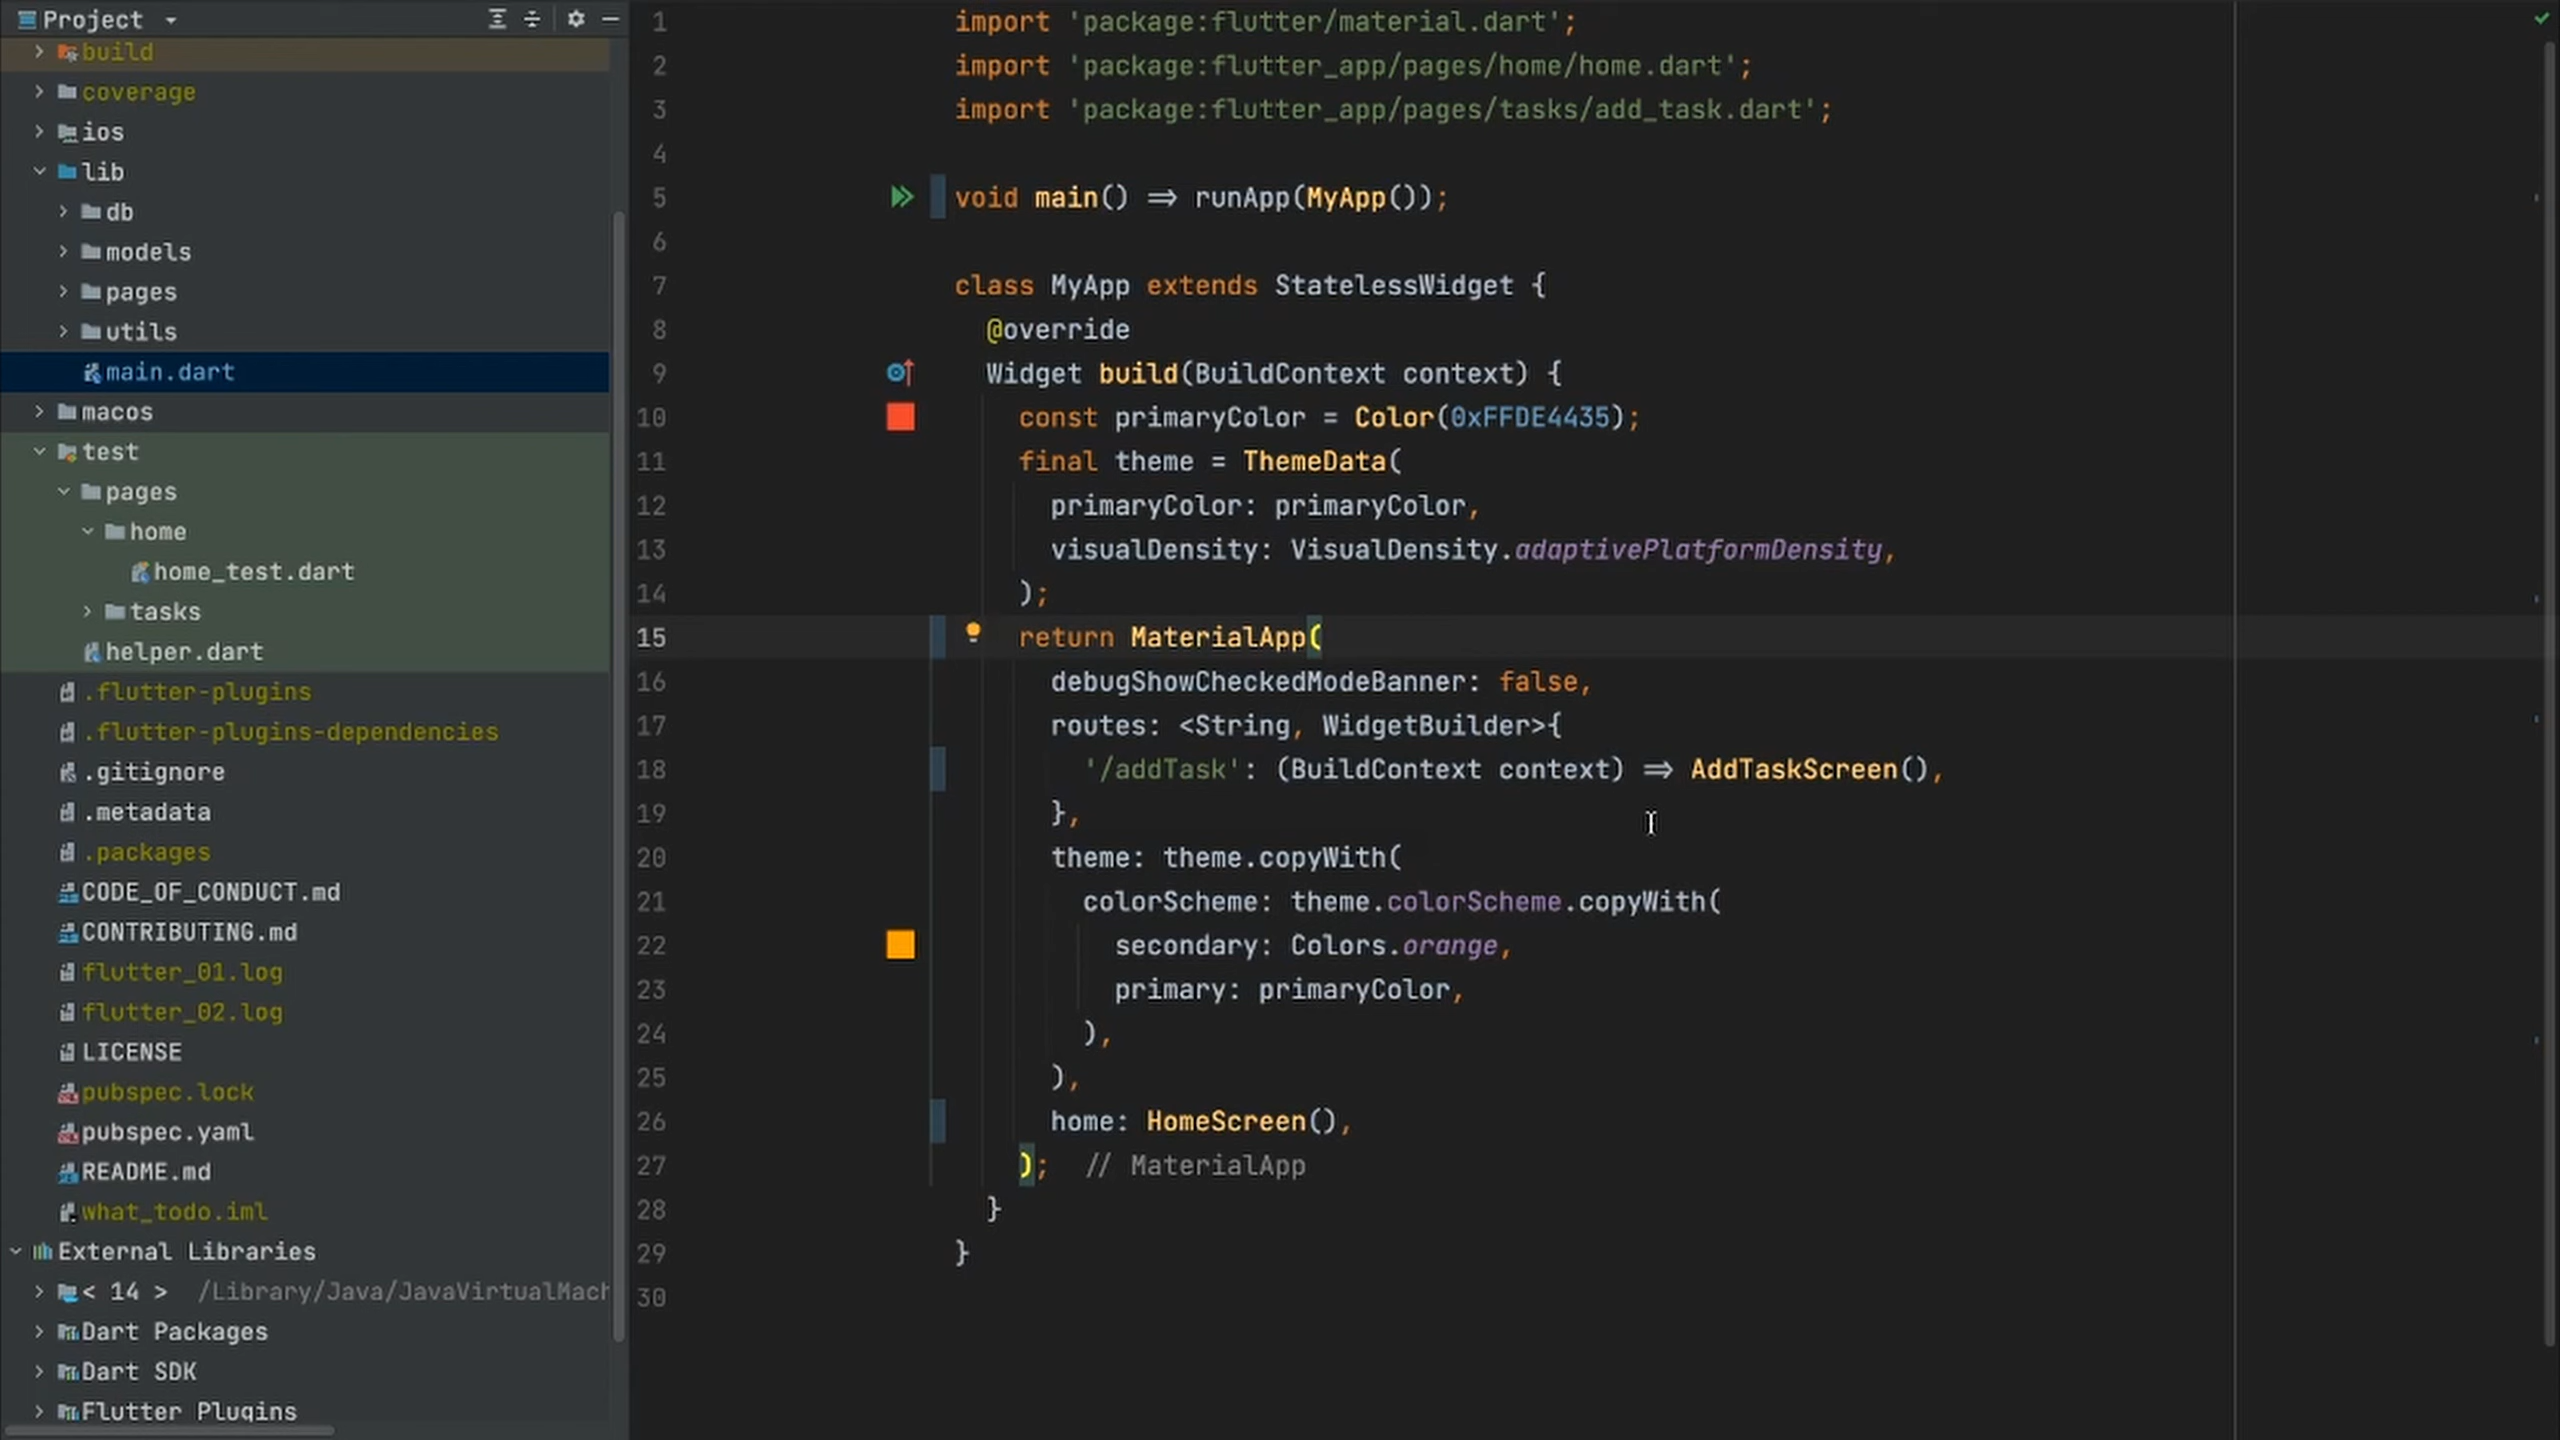 Project
build
coverage
ios
lib
db
models
pages
utils
main.dart
macos
test
pages
home
home_test.dart
tasks
helper.dart
.flutter-plugins
.flutter-plugins-dependencies
.gitignore
.metadata
.packages
CODE_OF_CONDUCT.md
CONTRIBUTING.md
flutter_01.log
flutter_02.log
LICENSE
pubspec.lock
pubspec.yaml
README.md
what_todo.iml
External Libraries
< 14 > /Library/Java/JavaVirtualMach
Dart Packages
Dart SDK
Flutter Plugins
1 import 'package:flutter/material.dart';
2 import 'package:flutter_app/pages/home/home.dart';
3 import 'package:flutter_app/pages/tasks/add_task.dart';
4
5 void main() => runApp(MyApp());
6
7 class MyApp extends StatelessWidget {
8 @override
9 Widget build(BuildContext context) {
10 const primaryColor = Color(0xFFDE4435);
11 final theme = ThemeData(
12 primaryColor: primaryColor,
13 visualDensity: VisualDensity.adaptivePlatformDensity,
14 );
15 return MaterialApp(
16 debugShowCheckedModeBanner: false,
17 routes: <String, WidgetBuilder>{
18 '/addTask': (BuildContext context) => AddTaskScreen(),
19 },
20 theme: theme.copyWith(
21 colorScheme: theme.colorScheme.copyWith(
22 secondary: Colors.orange,
23 primary: primaryColor,
24 ),
25 ),
26 home: HomeScreen(),
27 ); // MaterialApp
28 }
29 }
30